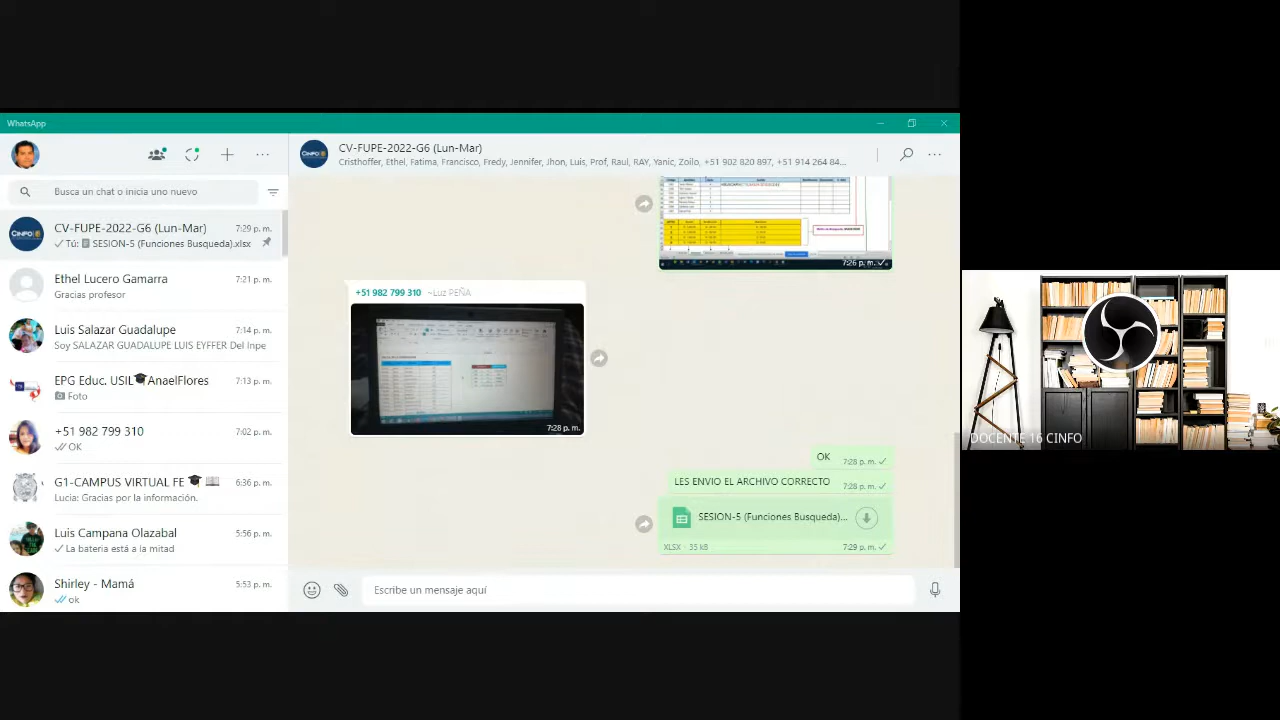 WhatsApp
CV-FUPE-2022-G6 (Lun-Mar)
Cristhoffer, Ethel, Fatima, Francisco, Fredy, Jennifer, Jhon, Luis, Prof, Raul, RAY, Yanic, Zoilo, +51 902 820 897, +51 914 264 84...
Busca un chat o inicia uno nuevo
CV-FUPE-2022-G6 (Lun-Mar) 7:29 p. m.
Tú: SESION-5 (Funciones Busqueda).xlsx
Ethel Lucero Gamarra 7:21 p. m.
Gracias profesor
Luis Salazar Guadalupe 7:14 p. m.
Soy SALAZAR GUADALUPE LUIS EYFFER Del Inpe
EPG Educ. USIL🎓AnaelFlores 7:13 p. m.
Foto
+51 982 799 310 7:02 p. m.
OK
G1-CAMPUS VIRTUAL FE 🎓 📖 6:36 p. m.
Lucia: Gracias por la información.
Luis Campana Olazabal 5:56 p. m.
La bateria está a la mitad
Shirley - Mamá 5:53 p. m.
ok
7:26 p. m.
+51 982 799 310 ~Luz PEÑA
7:28 p. m.
OK 7:28 p. m.
LES ENVIO EL ARCHIVO CORRECTO 7:28 p. m.
SESION-5 (Funciones Busqueda)...
XLSX • 35 kB 7:29 p. m.
Escribe un mensaje aquí
CINFO
DOCENTE 16 CINFO